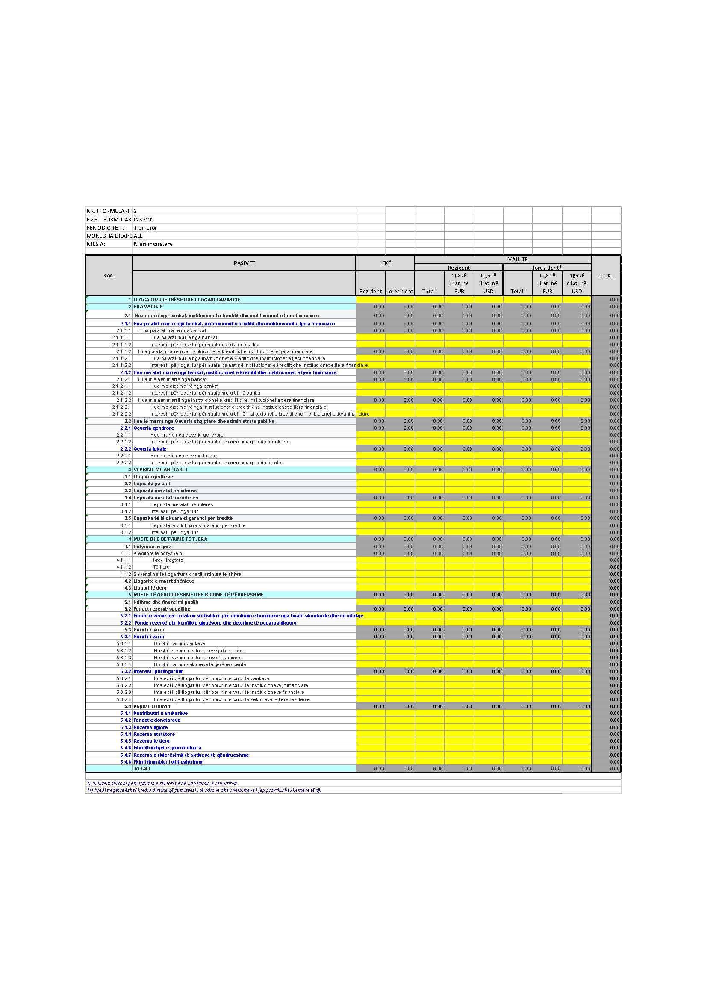 NR. I FORMULARIT 2
EMRI I FORMULAR Pasivet
PERIODICITETI: Tremujor
MONEDHA E RAPO ALL
NJËSIA: Njësi monetare
Kodi PASIVET LEKË VALUTË TOTALI
Rezident Jorezident*
Rezident Jorezident Totali nga të cilat: në EUR nga të cilat: në USD Totali nga të cilat: në EUR nga të cilat: në USD
1 LLOGARI RRJEDHËSE DHE LLOGARI GARANCIE 0.00
2 HUAMARRJE 0.00 0.00 0.00 0.00 0.00 0.00 0.00 0.00 0.00
2.1 Hua marrë nga bankat, institucionet e kreditit dhe institucionet e tjera financiare 0.00 0.00 0.00 0.00 0.00 0.00 0.00 0.00 0.00
2.1.1 Hua pa afat marrë nga bankat, institucionet e kreditit dhe institucionet e tjera financiare 0.00 0.00 0.00 0.00 0.00 0.00 0.00 0.00 0.00
2.1.1.1 Hua pa afat marrë nga bankat 0.00 0.00 0.00 0.00 0.00 0.00 0.00 0.00 0.00
2.1.1.1.1 Hua pa afat marrë nga bankat 0.00
2.1.1.1.2 Interesi i përllogaritur për huatë pa afat në banka 0.00
2.1.1.2 Hua pa afat marrë nga institucionet e kreditit dhe institucionet e tjera financiare 0.00 0.00 0.00 0.00 0.00 0.00 0.00 0.00 0.00
2.1.1.2.1 Hua pa afat marrë nga institucionet e kreditit dhe institucionet e tjera financiare 0.00
2.1.1.2.2 Interesi i përllogaritur për huatë pa afat në institucionet e kreditit dhe institucionet e tjera financiare 0.00
2.1.2 Hua me afat marrë nga bankat, institucionet e kreditit dhe institucionet e tjera financiare 0.00 0.00 0.00 0.00 0.00 0.00 0.00 0.00 0.00
2.1.2.1 Hua me afat marrë nga bankat 0.00 0.00 0.00 0.00 0.00 0.00 0.00 0.00 0.00
2.1.2.1.1 Hua me afat marrë nga bankat 0.00
2.1.2.1.2 Interesi i përllogaritur për huatë me afat në banka 0.00
2.1.2.2 Hua me afat marrë nga institucionet e kreditit dhe institucionet e tjera financiare 0.00 0.00 0.00 0.00 0.00 0.00 0.00 0.00 0.00
2.1.2.2.1 Hua me afat marrë nga institucionet e kreditit dhe institucionet e tjera financiare 0.00
2.1.2.2.2 Interesi i përllogaritur për huatë me afat në institucionet e kreditit dhe institucionet e tjera financiare 0.00
2.2 Hua të marra nga Qeveria shqiptare dhe administrata publike 0.00 0.00 0.00 0.00 0.00 0.00 0.00 0.00 0.00
2.2.1 Qeveria qendrore 0.00 0.00 0.00 0.00 0.00 0.00 0.00 0.00 0.00
2.2.1.1 Hua marrë nga qeveria qendrore 0.00
2.2.1.2 Interesi i përllogaritur për huatë e marra nga qeveria qendrore 0.00
2.2.2 Qeveria lokale 0.00 0.00 0.00 0.00 0.00 0.00 0.00 0.00 0.00
2.2.2.1 Hua marrë nga qeveria lokale 0.00
2.2.2.2 Interesi i përllogaritur për huatë e marra nga qeveria lokale 0.00
3 VEPRIME ME ANËTARËT 0.00 0.00 0.00 0.00 0.00 0.00 0.00 0.00 0.00
3.1 Llogari rrjedhëse 0.00
3.2 Depozita pa afat 0.00
3.3 Depozita me afat pa interes 0.00
3.4 Depozita me afat me interes 0.00 0.00 0.00 0.00 0.00 0.00 0.00 0.00 0.00
3.4.1 Depozita me afat me interes 0.00
3.4.2 Interesi i përllogaritur 0.00
3.5 Depozita të bllokuara si garanci për kreditë 0.00 0.00 0.00 0.00 0.00 0.00 0.00 0.00 0.00
3.5.1 Depozita të bllokuara si garanci për kreditë 0.00
3.5.2 Interesi i përllogaritur 0.00
4 MJETE DHE DETYRIME TË TJERA 0.00 0.00 0.00 0.00 0.00 0.00 0.00 0.00 0.00
4.1 Detyrime të tjera 0.00 0.00 0.00 0.00 0.00 0.00 0.00 0.00 0.00
4.1.1 Kreditorë të ndryshëm 0.00 0.00 0.00 0.00 0.00 0.00 0.00 0.00 0.00
4.1.1.1 Kredi tregtare* 0.00
4.1.1.2 Të tjera 0.00
4.1.2 Shpenzime të llogaritura dhe të ardhura të shtyra 0.00
4.2 Llogaritë e marrëdhënieve 0.00
4.3 Llogari të tjera 0.00
5 MJETE TË QËNDRUESHME DHE BURIME TË PËRHERSHME 0.00 0.00 0.00 0.00 0.00 0.00 0.00 0.00 0.00
5.1 Ndihma dhe financimi publik 0.00
5.2 Fondet rezervë specifike 0.00 0.00 0.00 0.00 0.00 0.00 0.00 0.00 0.00
5.2.1 Fonde rezervë për rrezikun statistikor për mbulimin e humbjeve nga huatë standarde dhe në ndjekje 0.00
5.2.2 Fonde rezervë për konflikte gjyqësore dhe detyrime të paparashikuara 0.00
5.3 Borxhi i varur 0.00 0.00 0.00 0.00 0.00 0.00 0.00 0.00 0.00
5.3.1 Borxhi i varur 0.00 0.00 0.00 0.00 0.00 0.00 0.00 0.00 0.00
5.3.1.1 Borxhi i varur i bankave 0.00
5.3.1.2 Borxhi i varur i institucioneve jofinanciare 0.00
5.3.1.3 Borxhi i varur i institucioneve financiare 0.00
5.3.1.4 Borxhi i varur i sektorëve të tjerë rezidentë 0.00
5.3.2 Interesi i përllogaritur 0.00 0.00 0.00 0.00 0.00 0.00 0.00 0.00 0.00
5.3.2.1 Interesi i përllogaritur për borxhin e varur të bankave 0.00
5.3.2.2 Interesi i përllogaritur për borxhin e varur të institucioneve jofinanciare 0.00
5.3.2.3 Interesi i përllogaritur për borxhin e varur të institucioneve financiare 0.00
5.3.2.4 Interesi i përllogaritur për borxhin e varur të sektorëve të tjerë rezidentë 0.00
5.4 Kapitali i Unionit 0.00 0.00 0.00 0.00 0.00 0.00 0.00 0.00 0.00
5.4.1 Kontributet e anëtarëve 0.00
5.4.2 Fondet e donatorëve 0.00
5.4.3 Rezerva ligjore 0.00
5.4.4 Rezerva statutore 0.00
5.4.5 Rezerva të tjera 0.00
5.4.6 Fitim/Humbjet e grumbulluara 0.00
5.4.7 Rezerva e rivlerësimit të aktiveve të qëndrueshme 0.00
5.4.8 Fitimi (humbja) i vitit ushtrimor 0.00
TOTALI 0.00 0.00 0.00 0.00 0.00 0.00 0.00 0.00 0.00
*) Ju lutem shikoni përkufizimin e sektorëve në udhëzimin e raportimit.
**) Kredi tregtare është kredia direkte që furnizuesi i të mirave dhe shërbimeve i jep praktikisht klientëve të tij.